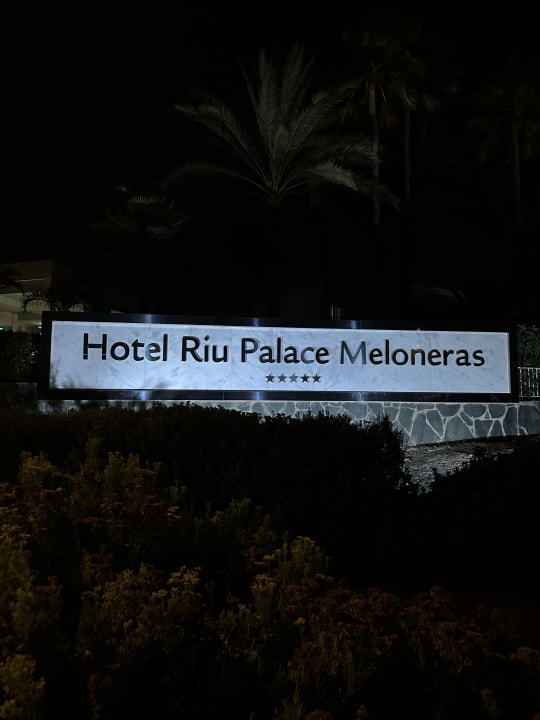 Hotel Riu Palace Meloneras
★★★★★